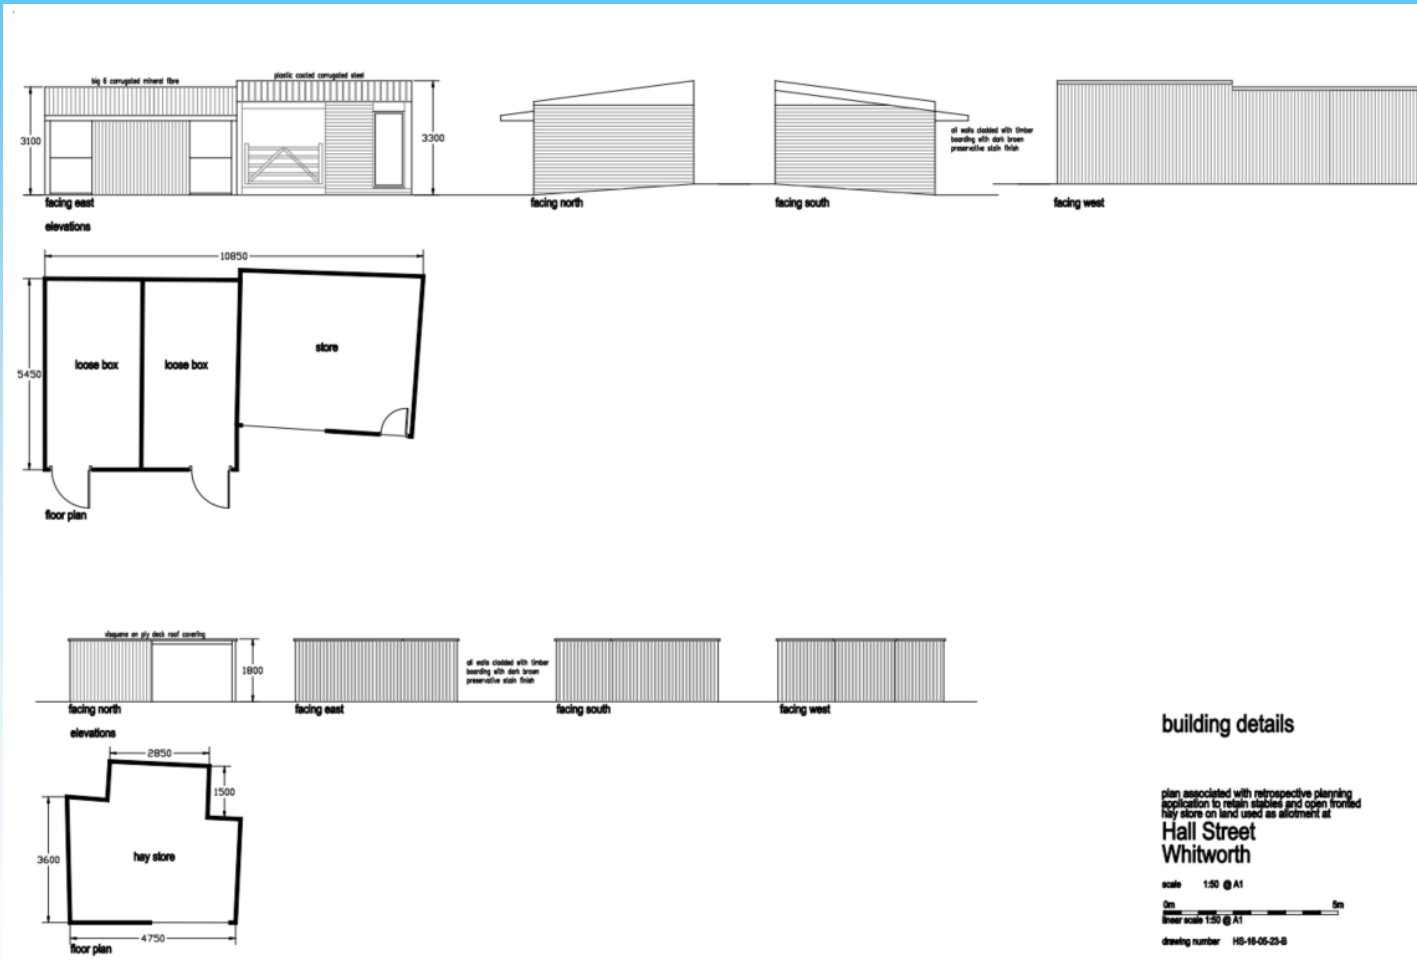 big 6 corrugated mineral fibre
plastic coated corrugated steel
3100
3300
all walls cladded with timber
boarding with dark brown
preservative stain finish
facing east
facing north
facing south
facing west
elevations
10850
5450
loose box
loose box
store
floor plan
visquene on ply deck roof covering
1800
all walls cladded with timber
boarding with dark brown
preservative stain finish
facing north
facing east
facing south
facing west
elevations
2850
1500
3600
hay store
4750
floor plan
building details
plan associated with retrospective planning
application to retain stables and open fronted
hay store on land used as allotment at
Hall Street
Whitworth
scale 1:50 @ A1
0m 5m
linear scale 1:50 @ A1
drawing number HS-16-05-23-B